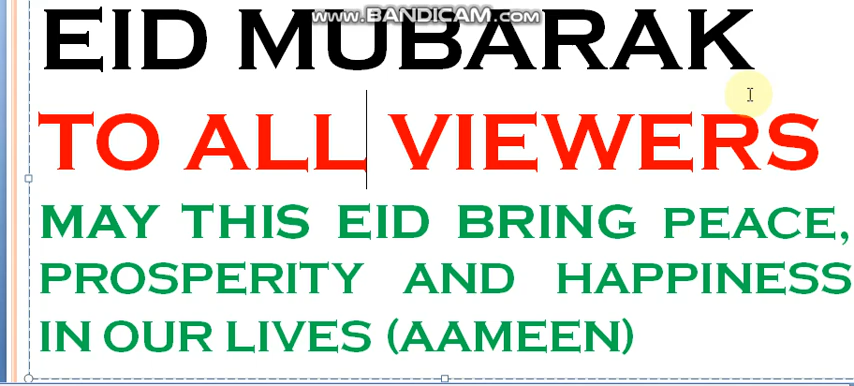 www.BANDICAM.com
EID MUBARAK
TO ALL VIEWERS
MAY THIS EID BRING PEACE,
PROSPERITY AND HAPPINESS
IN OUR LIVES (AAMEEN)